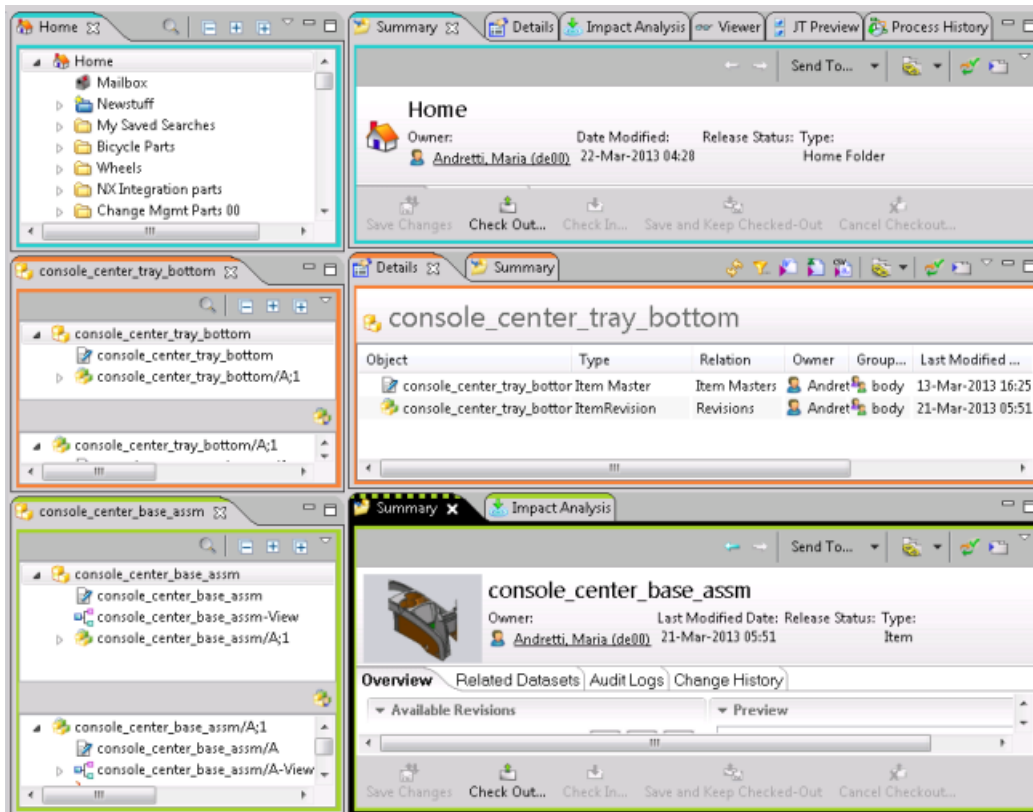 Home
Home
Mailbox
Newstuff
My Saved Searches
Bicycle Parts
Wheels
NX Integration parts
Change Mgmt Parts 00
Summary Details Impact Analysis Viewer JT Preview Process History
Send To...
Home
Owner: Date Modified: Release Status: Type:
Andretti, Maria (de00) 22-Mar-2013 04:28 Home Folder
Save Changes Check Out... Check In... Save and Keep Checked-Out Cancel Checkout...
console_center_tray_bottom
console_center_tray_bottom
console_center_tray_bottom
console_center_tray_bottom/A;1
console_center_tray_bottom/A;1
Details Summary
console_center_tray_bottom
Object Type Relation Owner Group... Last Modified ...
console_center_tray_bottor Item Master Item Masters Andret body 13-Mar-2013 16:25
console_center_tray_bottor ItemRevision Revisions Andret body 21-Mar-2013 05:51
console_center_base_assm
console_center_base_assm
console_center_base_assm
console_center_base_assm-View
console_center_base_assm/A;1
console_center_base_assm/A;1
console_center_base_assm/A
console_center_base_assm/A-View
Summary Impact Analysis
Send To...
console_center_base_assm
Owner: Last Modified Date: Release Status: Type:
Andretti, Maria (de00) 21-Mar-2013 05:51 Item
Overview Related Datasets Audit Logs Change History
Available Revisions Preview
Save Changes Check Out... Check In... Save and Keep Checked-Out Cancel Checkout...